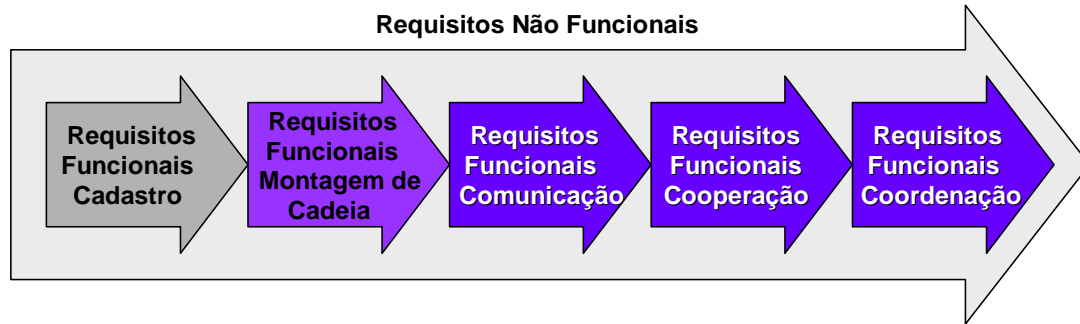 Requisitos Não Funcionais
Requisitos
Funcionais
Cadastro
Requisitos
Funcionais
Montagem de
Cadeia
Requisitos
Funcionais
Comunicação
Requisitos
Funcionais
Cooperação
Requisitos
Funcionais
Coordenação